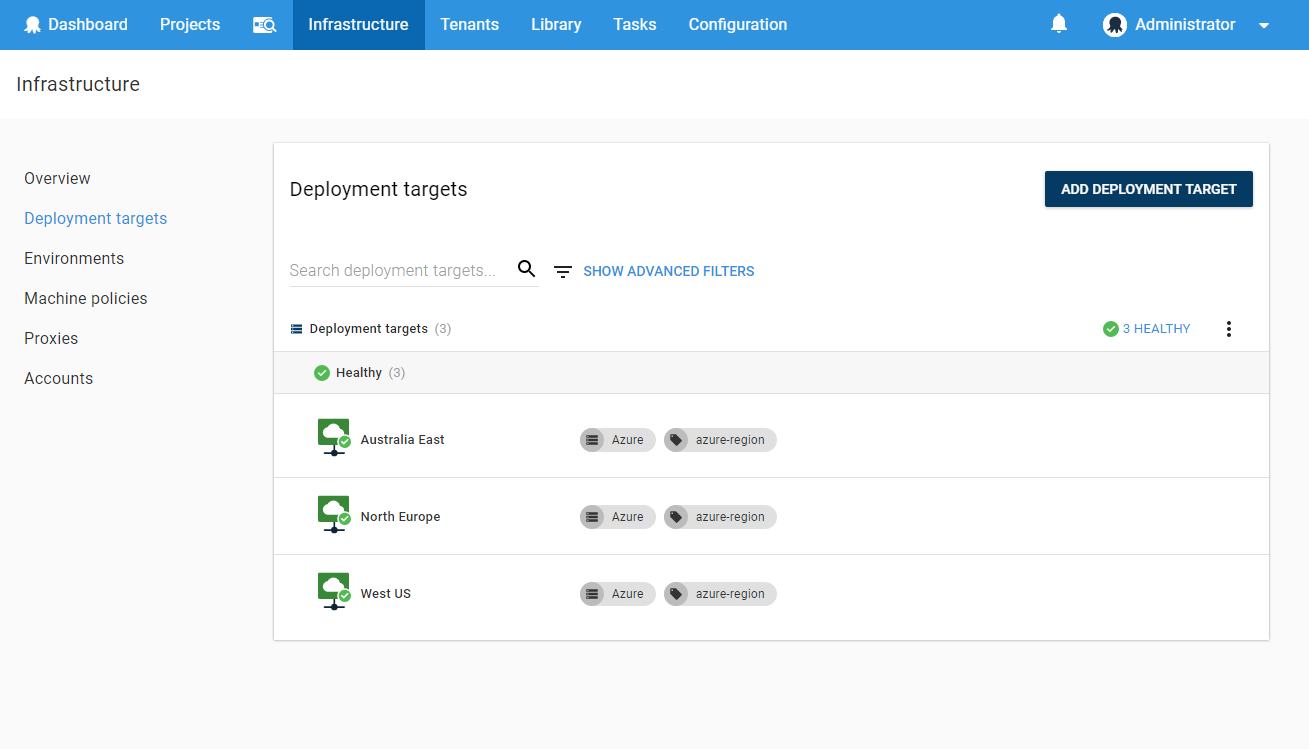 Dashboard Projects Infrastructure Tenants Library Tasks Configuration Administrator
Infrastructure
Overview
Deployment targets
Environments
Machine policies
Proxies
Accounts
Deployment targets
ADD DEPLOYMENT TARGET
Search deployment targets...
SHOW ADVANCED FILTERS
Deployment targets (3)
3 HEALTHY
Healthy (3)
Australia East Azure azure-region
North Europe Azure azure-region
West US Azure azure-region